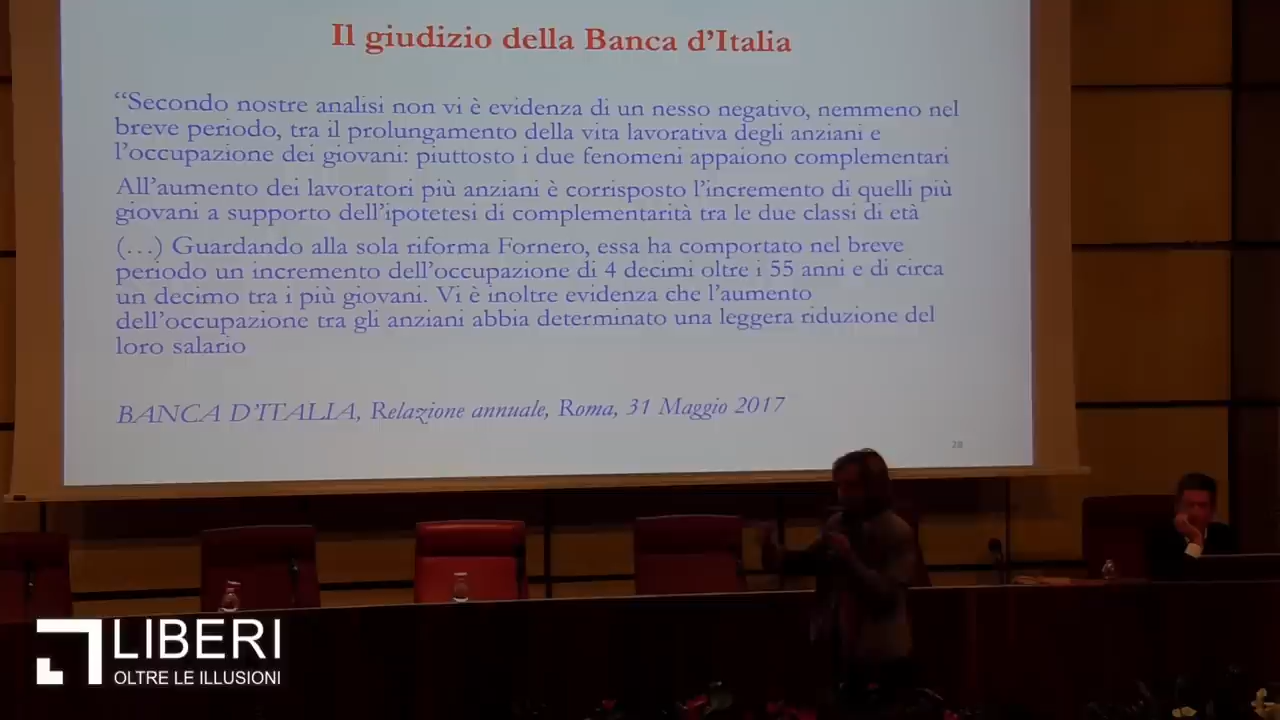 Il giudizio della Banca d'Italia
“Secondo nostre analisi non vi è evidenza di un nesso negativo, nemmeno nel
breve periodo, tra il prolungamento della vita lavorativa degli anziani e
l'occupazione dei giovani: piuttosto i due fenomeni appaiono complementari
All'aumento dei lavoratori più anziani è corrisposto l'incremento di quelli più
giovani a supporto dell'ipotetesi di complementarità tra le due classi di età
(…) Guardando alla sola riforma Fornero, essa ha comportato nel breve
periodo un incremento dell'occupazione di 4 decimi oltre i 55 anni e di circa
un decimo tra i più giovani. Vi è inoltre evidenza che l'aumento
dell'occupazione tra gli anziani abbia determinato una leggera riduzione del
loro salario
BANCA D'ITALIA, Relazione annuale, Roma, 31 Maggio 2017
28
LIBERI
OLTRE LE ILLUSIONI